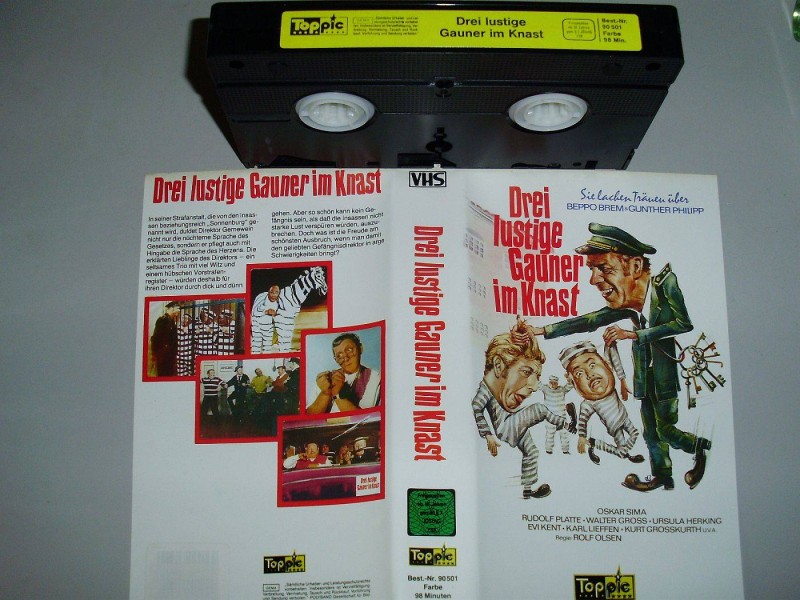 Toppic
Drei lustige
Gauner im Knast
Best.-Nr.
90 501
Farbe
98 Min.
Drei lustige Gauner im Knast
In seiner Strafanstalt, die von den Insas-
sen beziehungsreich „Sonnenburg" ge-
nannt wird, duldet Direktor Gernewein
nicht nur die nüchterne Sprache des
Gesetzes, sondern er pflegt auch mit
Hingabe die Sprache des Herzens. Die
erklärten Lieblinge des Direktors – ein
seltsames Trio mit viel Witz und
einem hübschen Vorstrafen-
register – würden deshalb für
ihren Direktor durch dick und dünn
gehen. Aber so schön kann kein Ge-
fängnis sein, als daß die Insassen nicht
starke Lust verspüren würden, auszu-
brechen. Doch was ist die Freude am
schönsten Ausbruch, wenn man damit
den geliebten Gefängnisdirektor in arge
Schwierigkeiten bringt?
Drei lustige
Gauner im Knast
Toppic
VHS
Drei lustige Gauner im Knast
Best.-Nr. 90501
Farbe
98 Minuten
Sie lachen Tränen über
BEPPO BREM & GUNTHER PHILIPP
Drei
lustige
Gauner
im Knast
OSKAR SIMA
RUDOLF PLATTE · WALTER GROSS · URSULA HERKING
EVI KENT · KARL LIEFFEN · KURT GROSSKURTH u.v.a.
Regie: ROLF OLSEN
Toppic